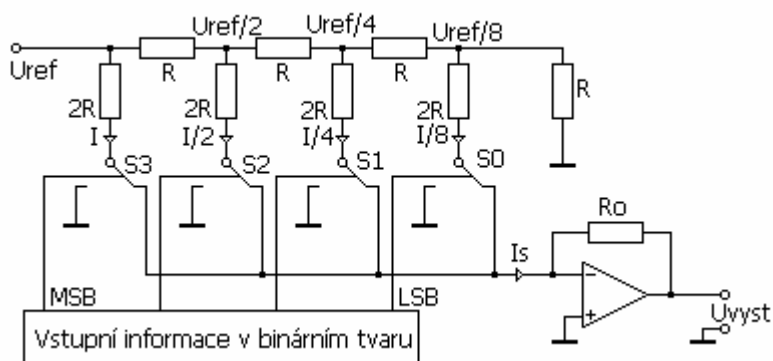 Uref/2 Uref/4 Uref/8
Uref R R R R
2R 2R 2R 2R
I I/2 I/4 I/8
S3 S2 S1 S0
Ro
Is
MSB LSB
− +
Uvyst
Vstupní informace v binárním tvaru